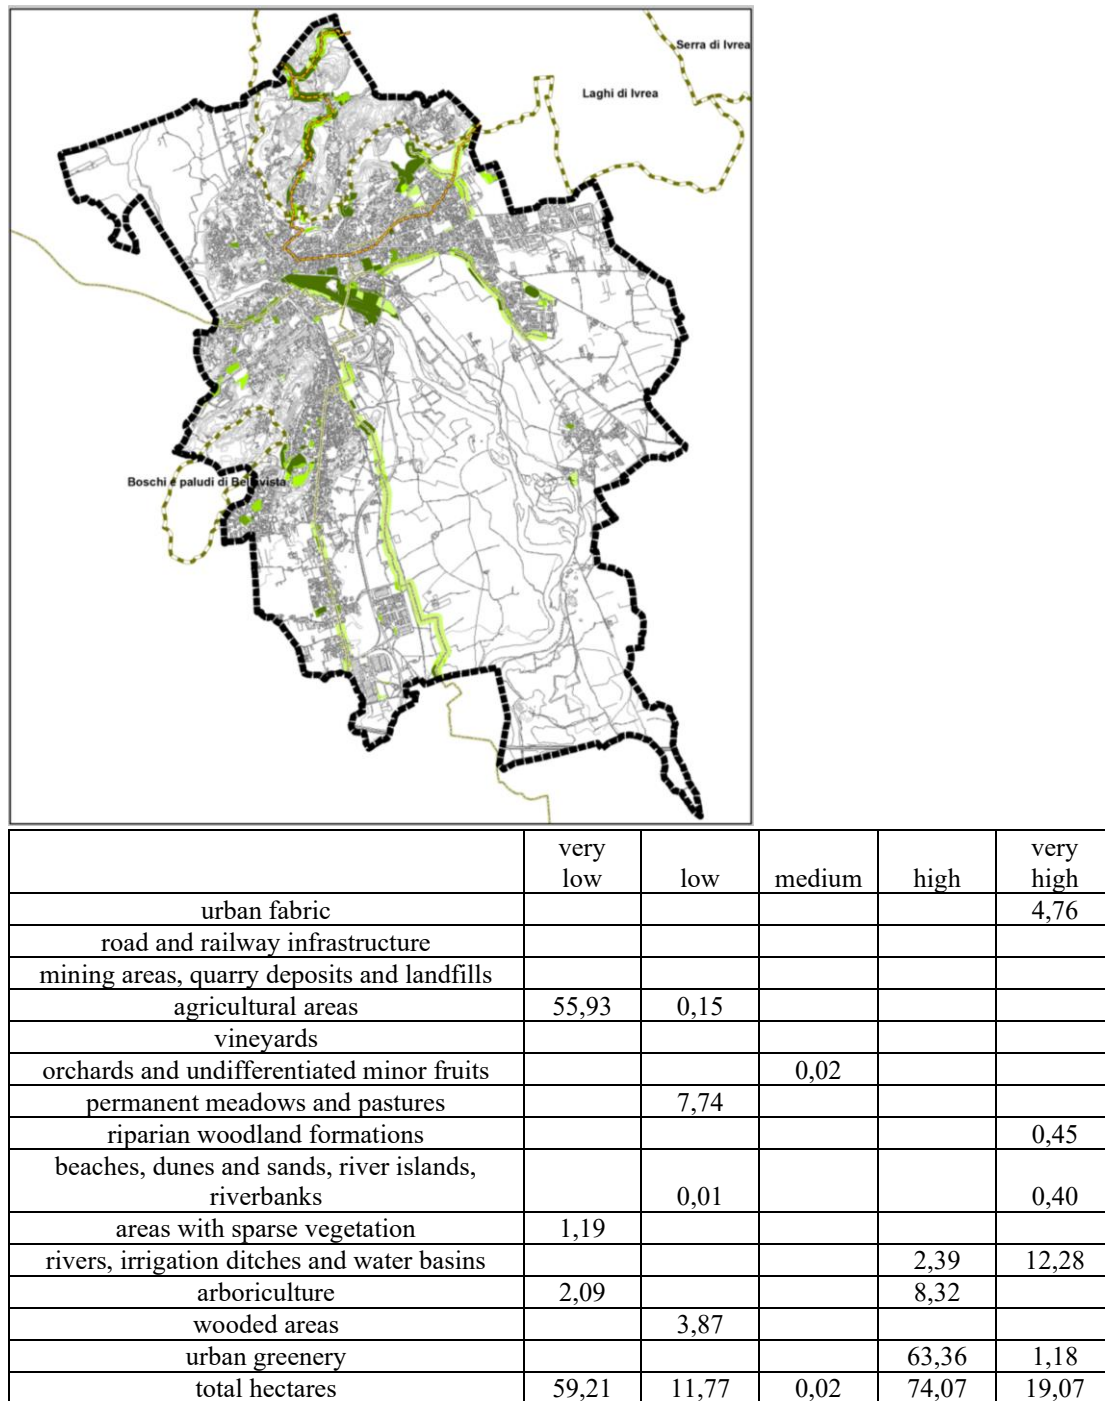 Serra di Ivrea
Laghi di Ivrea
Boschi e paludi di Bellavista
very low | low | medium | high | very high
urban fabric | | | | | 4,76
road and railway infrastructure
mining areas, quarry deposits and landfills
agricultural areas | 55,93 | 0,15
vineyards
orchards and undifferentiated minor fruits | | | 0,02
permanent meadows and pastures | | 7,74
riparian woodland formations | | | | | 0,45
beaches, dunes and sands, river islands,
riverbanks | | 0,01 | | | 0,40
areas with sparse vegetation | 1,19
rivers, irrigation ditches and water basins | | | | 2,39 | 12,28
arboriculture | 2,09 | | | 8,32
wooded areas | | 3,87
urban greenery | | | | 63,36 | 1,18
total hectares | 59,21 | 11,77 | 0,02 | 74,07 | 19,07